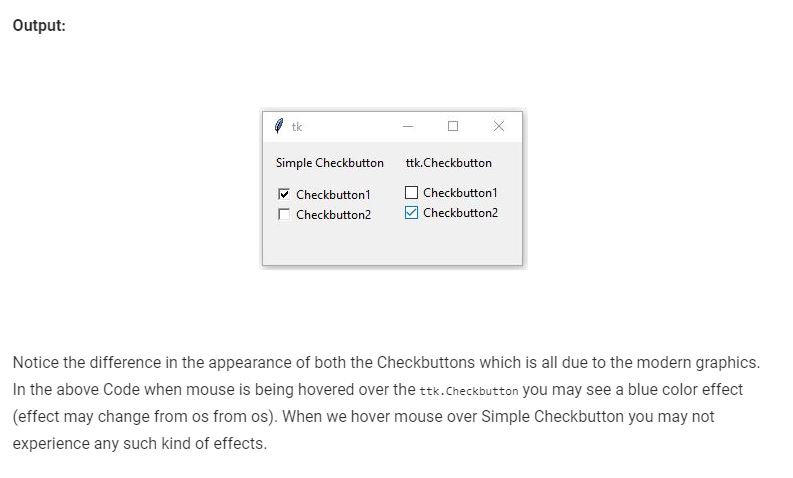 Output:
tk
Simple Checkbutton ttk.Checkbutton
Checkbutton1 Checkbutton1
Checkbutton2 Checkbutton2
Notice the difference in the appearance of both the Checkbuttons which is all due to the modern graphics.
In the above Code when mouse is being hovered over the ttk.Checkbutton you may see a blue color effect
(effect may change from os from os). When we hover mouse over Simple Checkbutton you may not
experience any such kind of effects.